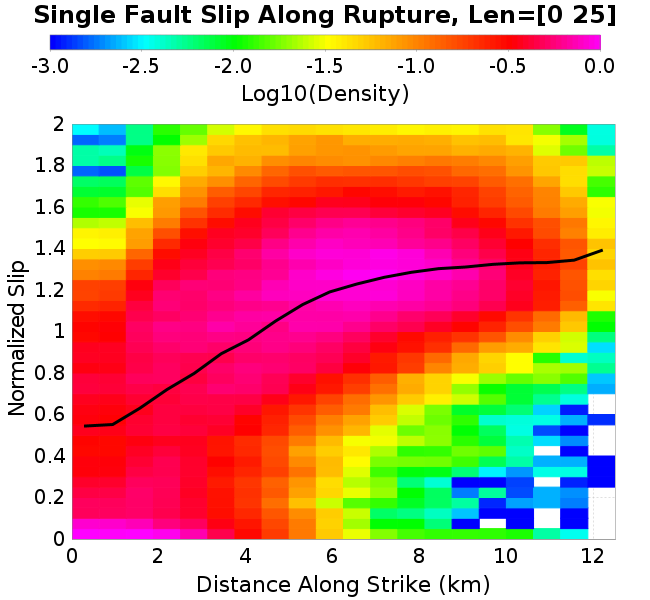 Single Fault Slip Along Rupture, Len=[0 25]
-3.0 -2.5 -2.0 -1.5 -1.0 -0.5 0.0
Log10(Density)
2
1.8
1.6
1.4
1.2
1
0.8
0.6
0.4
0.2
0
Normalized Slip
0 2 4 6 8 10 12
Distance Along Strike (km)